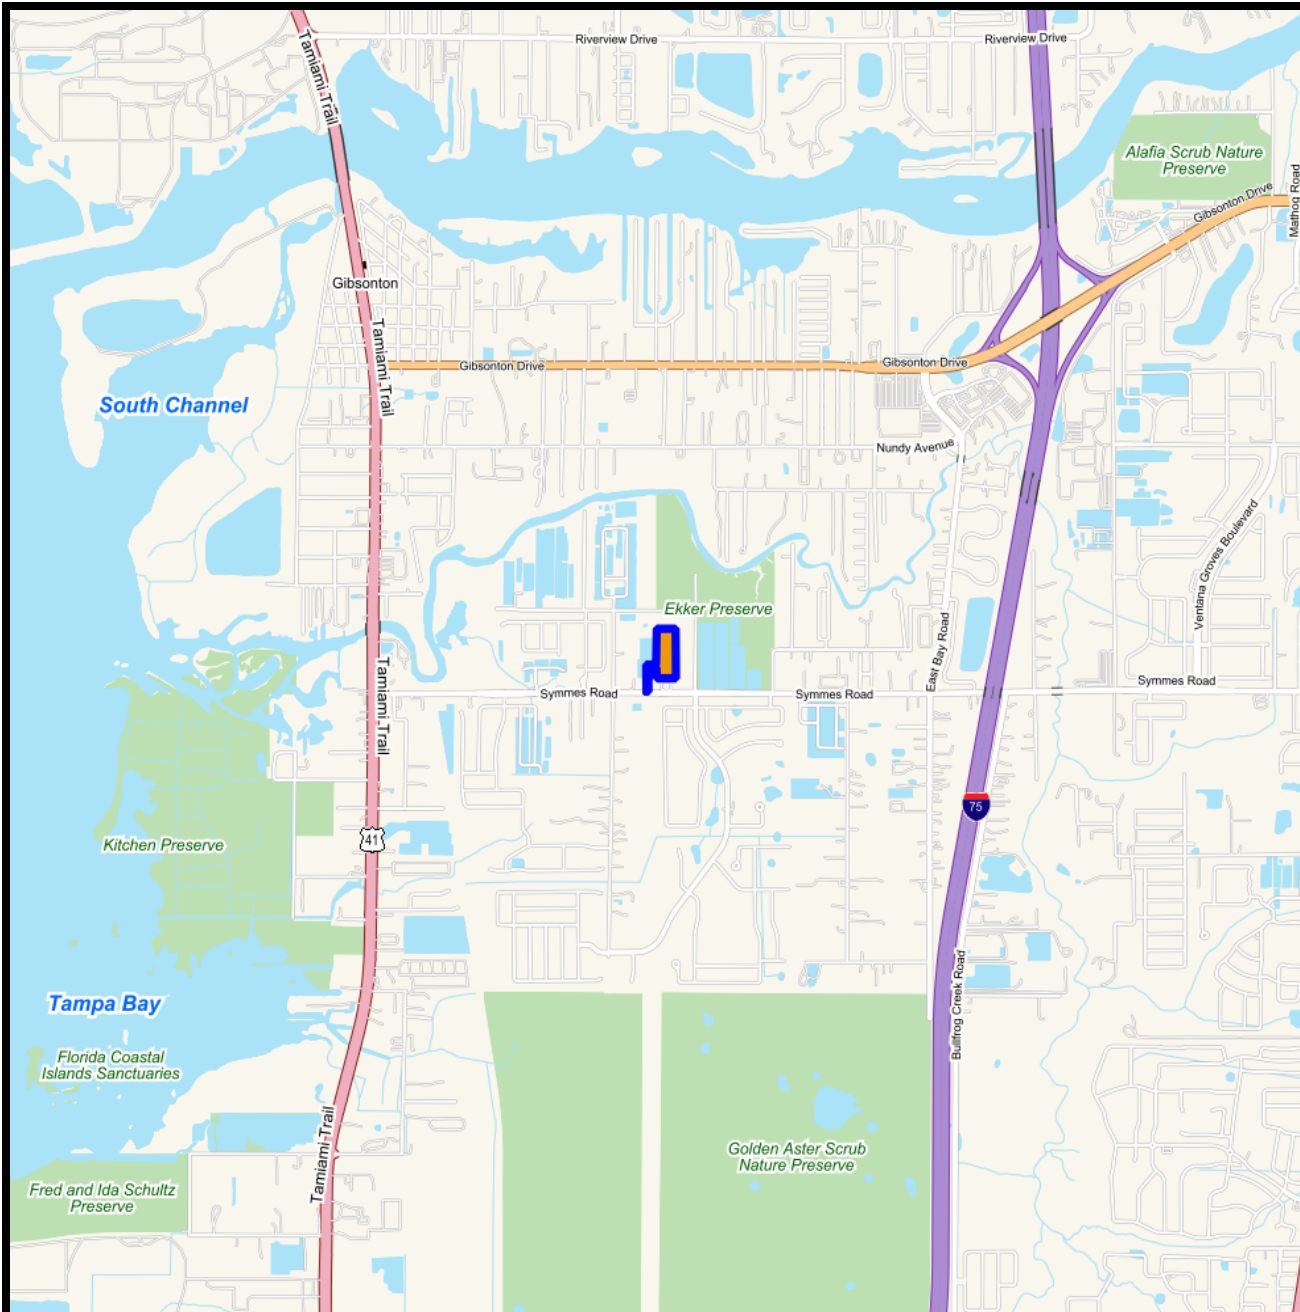 Riverview Drive
Riverview Drive
Tamiami Trail
Alafia Scrub Nature
Preserve
Mathog Road
Gibsonton Drive
Gibsonton
Tamiami Trail
Gibsonton Drive
Gibsonton Drive
South Channel
Nundy Avenue
Ventana Groves Boulevard
Ekker Preserve
East Bay Road
Tamiami Trail
Symmes Road
Symmes Road
Symmes Road
75
41
Kitchen Preserve
Tampa Bay
Bullfrog Creek Road
Florida Coastal
Islands Sanctuaries
Tamiami Trail
Golden Aster Scrub
Nature Preserve
Fred and Ida Schultz
Preserve